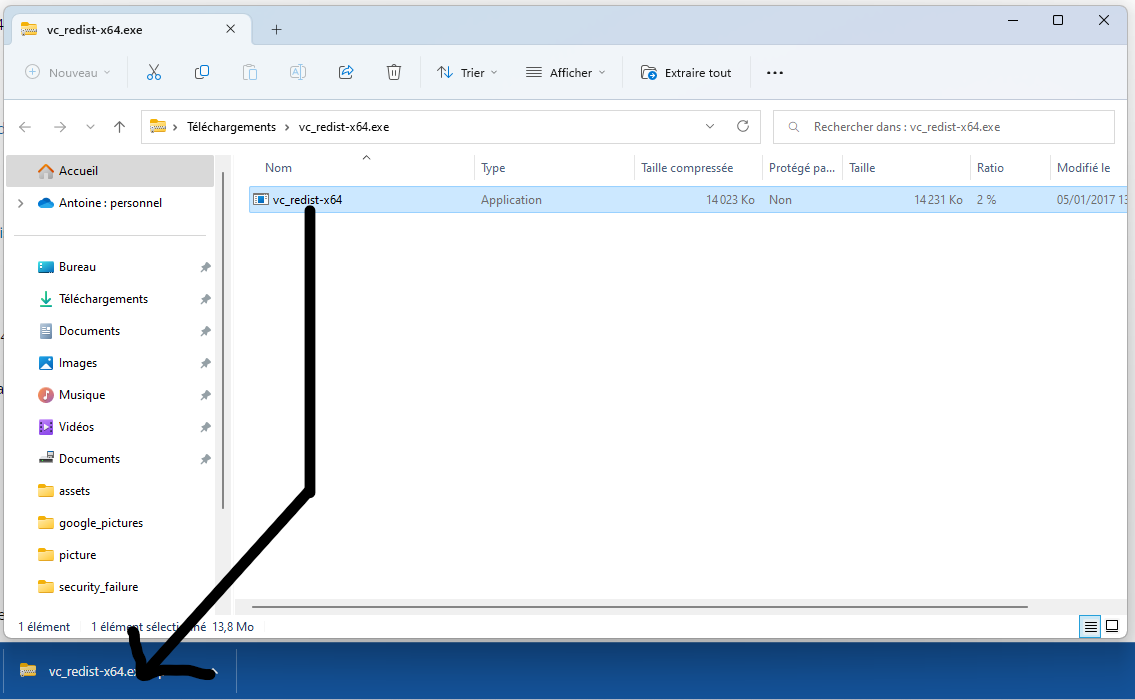 vc_redist-x64.exe
Nouveau
Trier
Afficher
Extraire tout
Téléchargements > vc_redist-x64.exe
Rechercher dans : vc_redist-x64.exe
Accueil
Antoine : personnel
Bureau
Téléchargements
Documents
Images
Musique
Vidéos
Documents
assets
google_pictures
picture
security_failure
Nom Type Taille compressée Protégé pa... Taille Ratio Modifié le
vc_redist-x64 Application 14 023 Ko Non 14 231 Ko 2 % 05/01/2017 13
1 élément 1 élément sélectionné 13,8 Mo
vc_redist-x64.ex